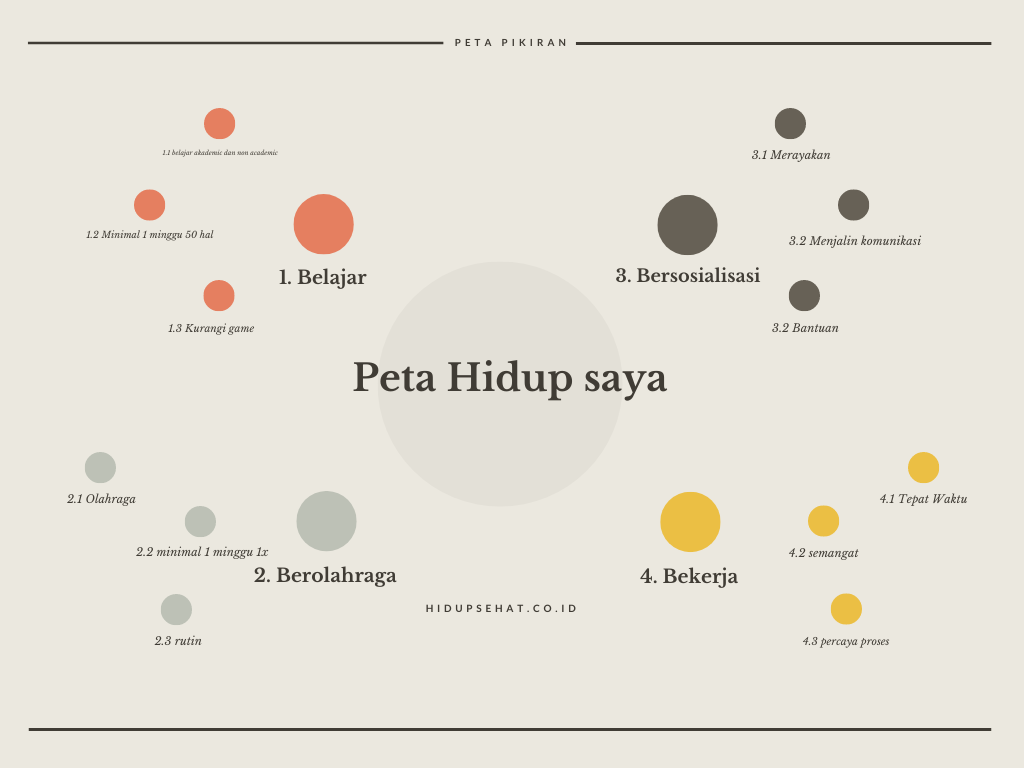 PETA PIKIRAN
1.1 belajar akademic dan non academic
1.2 Minimal 1 minggu 50 hal
1. Belajar
1.3 Kurangi game
3.1 Merayakan
3.2 Menjalin komunikasi
3. Bersosialisasi
3.2 Bantuan
Peta Hidup saya
2.1 Olahraga
2.2 minimal 1 minggu 1x
2. Berolahraga
2.3 rutin
4.1 Tepat Waktu
4.2 semangat
4. Bekerja
4.3 percaya proses
HIDUPSEHAT.CO.ID